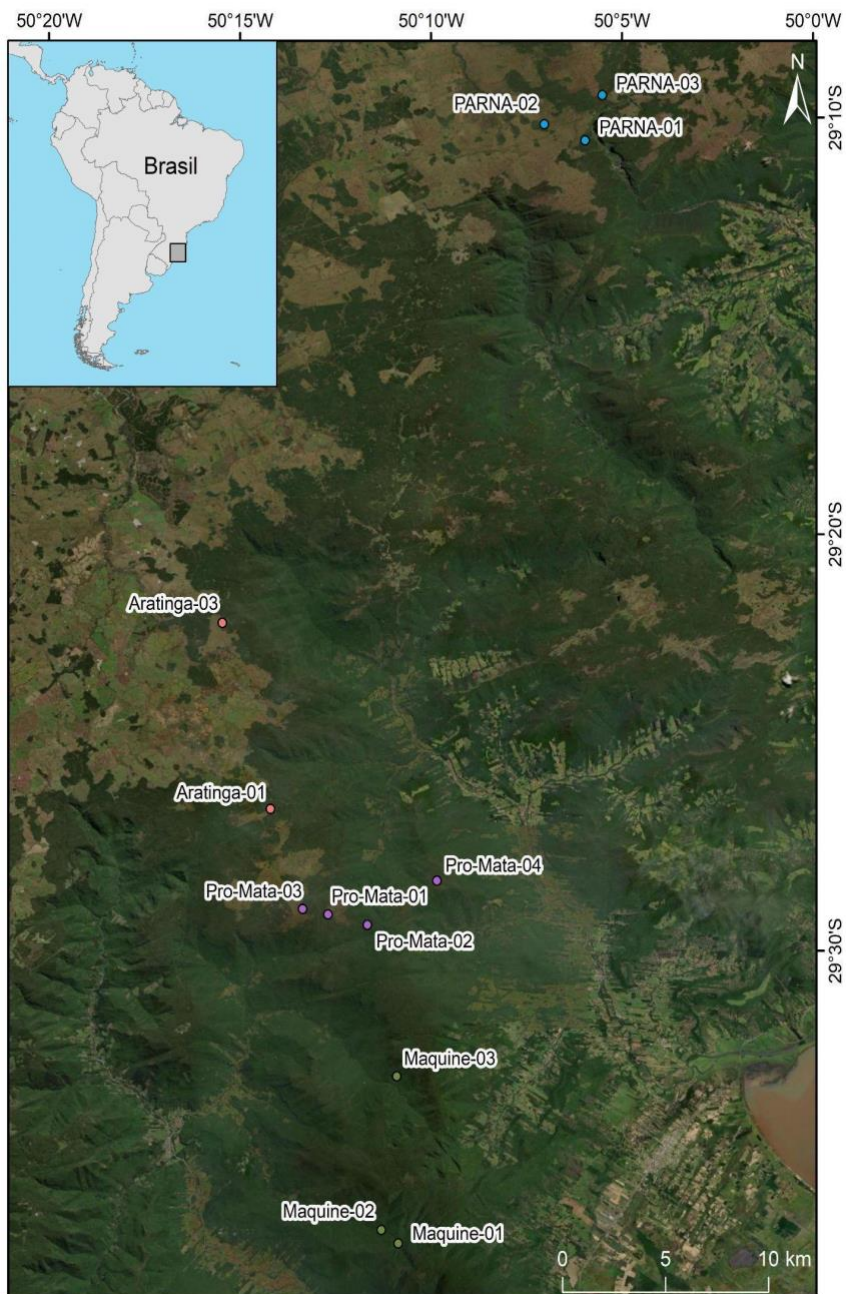 50°20'W
50°15'W
50°10'W
50°5'W
50°0'W
N
PARNA-03
PARNA-02
PARNA-01
29°10'S
Brasil
29°20'S
Aratinga-03
Aratinga-01
Pro-Mata-04
Pro-Mata-03
Pro-Mata-01
Pro-Mata-02
29°30'S
Maquine-03
Maquine-02
Maquine-01
0 5 10 km